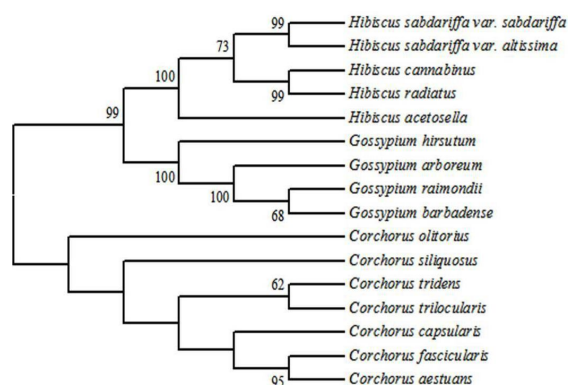 99
Hibiscus sabdariffa var. sabdariffa
Hibiscus sabdariffa var. altissima
73
Hibiscus cannabinus
100
Hibiscus radiatus
99
99
Hibiscus acetosella
Gossypium hirsutum
Gossypium arboreum
100
Gossypium raimondii
100
Gossypium barbadense
68
Corchorus olitorius
Corchorus siliquosus
62
Corchorus tridens
Corchorus trilocularis
Corchorus capsularis
Corchorus fascicularis
95
Corchorus aestuans